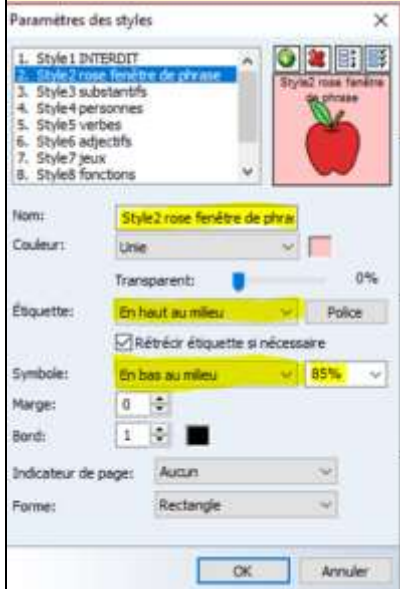 Paramètres des styles
1. Style1 INTERDIT
2. Style2 rose fenêtre de phrase
3. Style3 substantifs
4. Style4 personnes
5. Style5 verbes
6. Style6 adjectifs
7. Style7 jeux
8. Style8 fonctions
Style2 rose fenêtre
de phrase
Nom: Style2 rose fenêtre de phra
Couleur: Unie
Transparent: 0%
Étiquette: En haut au milieu Police
Rétrécir étiquette si nécessaire
Symbole: En bas au milieu 85%
Marge: 0
Bord: 1
Indicateur de page: Aucun
Forme: Rectangle
OK Annuler